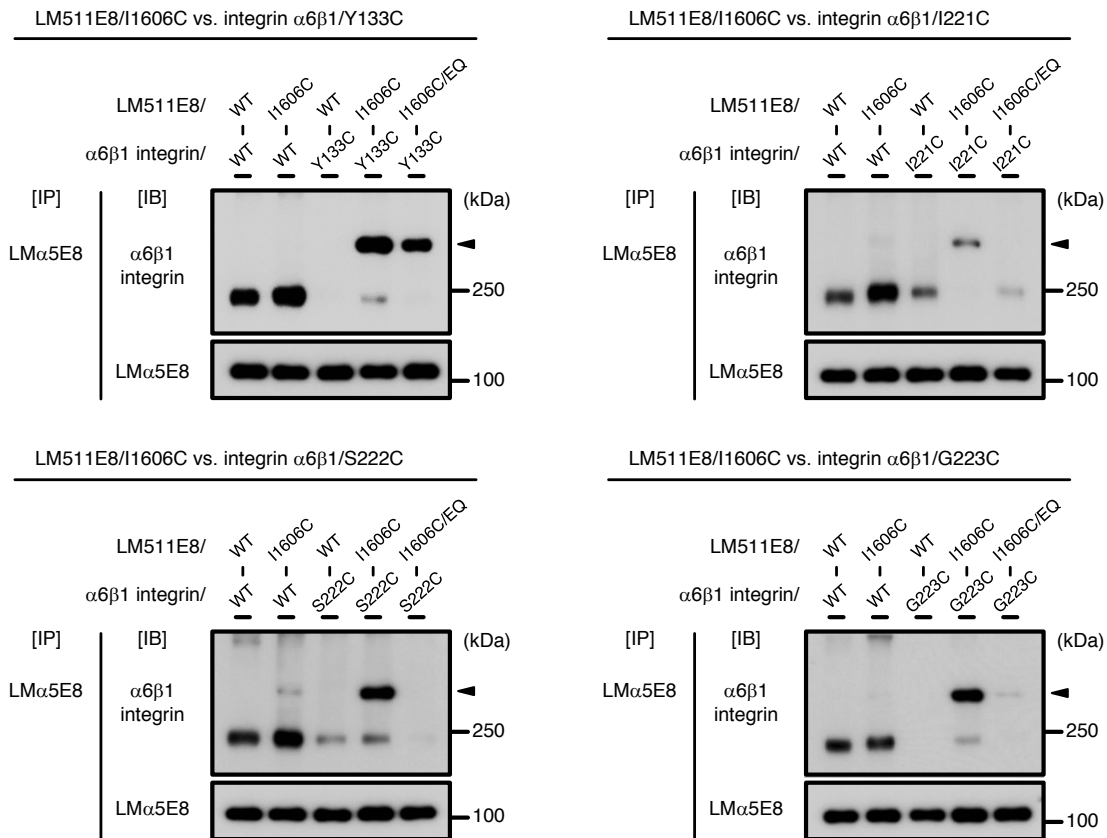 LM511E8/I1606C vs. integrin α6β1/Y133C
LM511E8/ WT I1606C WT I1606C I1606C/EQ
α6β1 integrin/ WT WT Y133C Y133C Y133C
[IP] [IB] (kDa)
LMα5E8 α6β1 integrin 250
LMα5E8 100
LM511E8/I1606C vs. integrin α6β1/I221C
LM511E8/ WT I1606C WT I1606C I1606C/EQ
α6β1 integrin/ WT WT I221C I221C I221C
[IP] [IB] (kDa)
LMα5E8 α6β1 integrin 250
LMα5E8 100
LM511E8/I1606C vs. integrin α6β1/S222C
LM511E8/ WT I1606C WT I1606C I1606C/EQ
α6β1 integrin/ WT WT S222C S222C S222C
[IP] [IB] (kDa)
LMα5E8 α6β1 integrin 250
LMα5E8 100
LM511E8/I1606C vs. integrin α6β1/G223C
LM511E8/ WT I1606C WT I1606C I1606C/EQ
α6β1 integrin/ WT WT G223C G223C G223C
[IP] [IB] (kDa)
LMα5E8 α6β1 integrin 250
LMα5E8 100